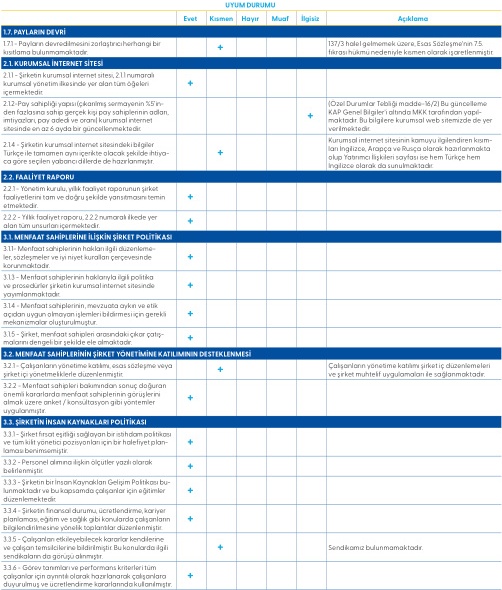 UYUM DURUMU
Evet Kısmen Hayır Muaf İlgisiz Açıklama
1.7. PAYLARIN DEVRİ
1.7.1 - Payların devredilmesini zorlaştırıcı herhangi bir
kısıtlama bulunmamaktadır.
+
137/3 halel gelmemek üzere, Esas Sözleşme'nin 7.5
fıkrası hükmü nedeniyle kısmen olarak işaretlenmiştir.
2.1. KURUMSAL İNTERNET SİTESİ
2.1.1 - Şirketin kurumsal internet sitesi, 2.1.1 numaralı
kurumsal yönetim ilkesinde yer alan tüm öğeleri
içermektedir.
+
2.1.2-Pay sahipliği yapısı (çıkarılmış sermayenin %5'in-
den fazlasına sahip gerçek kişi pay sahiplerinin adları,
imtiyazları, pay adedi ve oranı) kurumsal internet
sitesinde en az 6 ayda bir güncellenmektedir.
+
(Özel Durumlar Tebliği madde-16/2) Bu güncelleme
KAP Genel Bilgiler'i altında MKK tarafından yapıl-
maktadır. Bu bilgilere kurumsal web sitemizde de yer
verilmektedir.
2.1.4 - Şirketin kurumsal internet sitesindeki bilgiler
Türkçe ile tamamen aynı içerikte olacak şekilde ihtiya-
ca göre seçilen yabancı dillerde de hazırlanmıştır.
+
Kurumsal internet sitesinin kamuyu ilgilendiren kısım-
ları İngilizce, Arapça ve Rusça olarak hazırlanmakta
olup Yatırımcı İlişkileri sayfası ise hem Türkçe hem
İngilizce olarak da sunulmaktadır.
2.2. FAALİYET RAPORU
2.2.1 - Yönetim kurulu, yıllık faaliyet raporunun şirket
faaliyetlerini tam ve doğru şekilde yansıtmasını temin
etmektedir.
+
2.2.2 - Yıllık faaliyet raporu, 2.2.2 numaralı ilkede yer
alan tüm unsurları içermektedir.
+
3.1. MENFAAT SAHİPLERİNE İLİŞKİN ŞİRKET POLİTİKASI
3.1.1- Menfaat sahiplerinin hakları ilgili düzenleme-
ler, sözleşmeler ve iyi niyet kuralları çerçevesinde
korunmaktadır.
+
3.1.3 - Menfaat sahiplerinin haklarıyla ilgili politika
ve prosedürler şirketin kurumsal internet sitesinde
yayımlanmaktadır.
+
3.1.4 - Menfaat sahiplerinin, mevzuata aykırı ve etik
açıdan uygun olmayan işlemleri bildirmesi için gerekli
mekanizmalar oluşturulmuştur.
+
3.1.5 - Şirket, menfaat sahipleri arasındaki çıkar çatış-
malarını dengeli bir şekilde ele almaktadır.
+
3.2. MENFAAT SAHİPLERİNİN ŞİRKET YÖNETİMİNE KATILIMININ DESTEKLENMESİ
3.2.1 - Çalışanların yönetime katılımı, esas sözleşme veya
şirket içi yönetmeliklerle düzenlenmiştir.
+
Çalışanların yönetime katılımı şirket iç düzenlemeleri
ve şirket muhtelif uygulamaları ile sağlanmaktadır.
3.2.2 - Menfaat sahipleri bakımından sonuç doğuran
önemli kararlarda menfaat sahiplerinin görüşlerini
almak üzere anket / konsultasyon gibi yöntemler
uygulanmıştır.
+
3.3. ŞİRKETİN İNSAN KAYNAKLARI POLİTİKASI
3.3.1 - Şirket fırsat eşitliği sağlayan bir istihdam politikası
ve tüm kilit yönetici pozisyonları için bir halefiyet plan-
laması benimsemiştir.
+
3.3.2 - Personel alımına ilişkin ölçütler yazılı olarak
belirlenmiştir.
+
3.3.3 - Şirketin bir İnsan Kaynakları Gelişim Politikası bu-
lunmaktadır ve bu kapsamda çalışanlar için eğitimler
düzenlemektedir.
+
3.3.4 - Şirketin finansal durumu, ücretlendirme, kariyer
planlaması, eğitim ve sağlık gibi konularda çalışanların
bilgilendirilmesine yönelik toplantılar düzenlenmiştir.
+
3.3.5 - Çalışanları etkileyebilecek kararlar kendilerine
ve çalışan temsilcilerine bildirilmiştir. Bu konularda ilgili
sendikaların da görüşü alınmıştır.
+
Sendikamız bulunmamaktadır.
3.3.6 - Görev tanımları ve performans kriterleri tüm
çalışanlar için ayrıntılı olarak hazırlanarak çalışanlara
duyurulmuş ve ücretlendirme kararlarında kullanılmıştır.
+